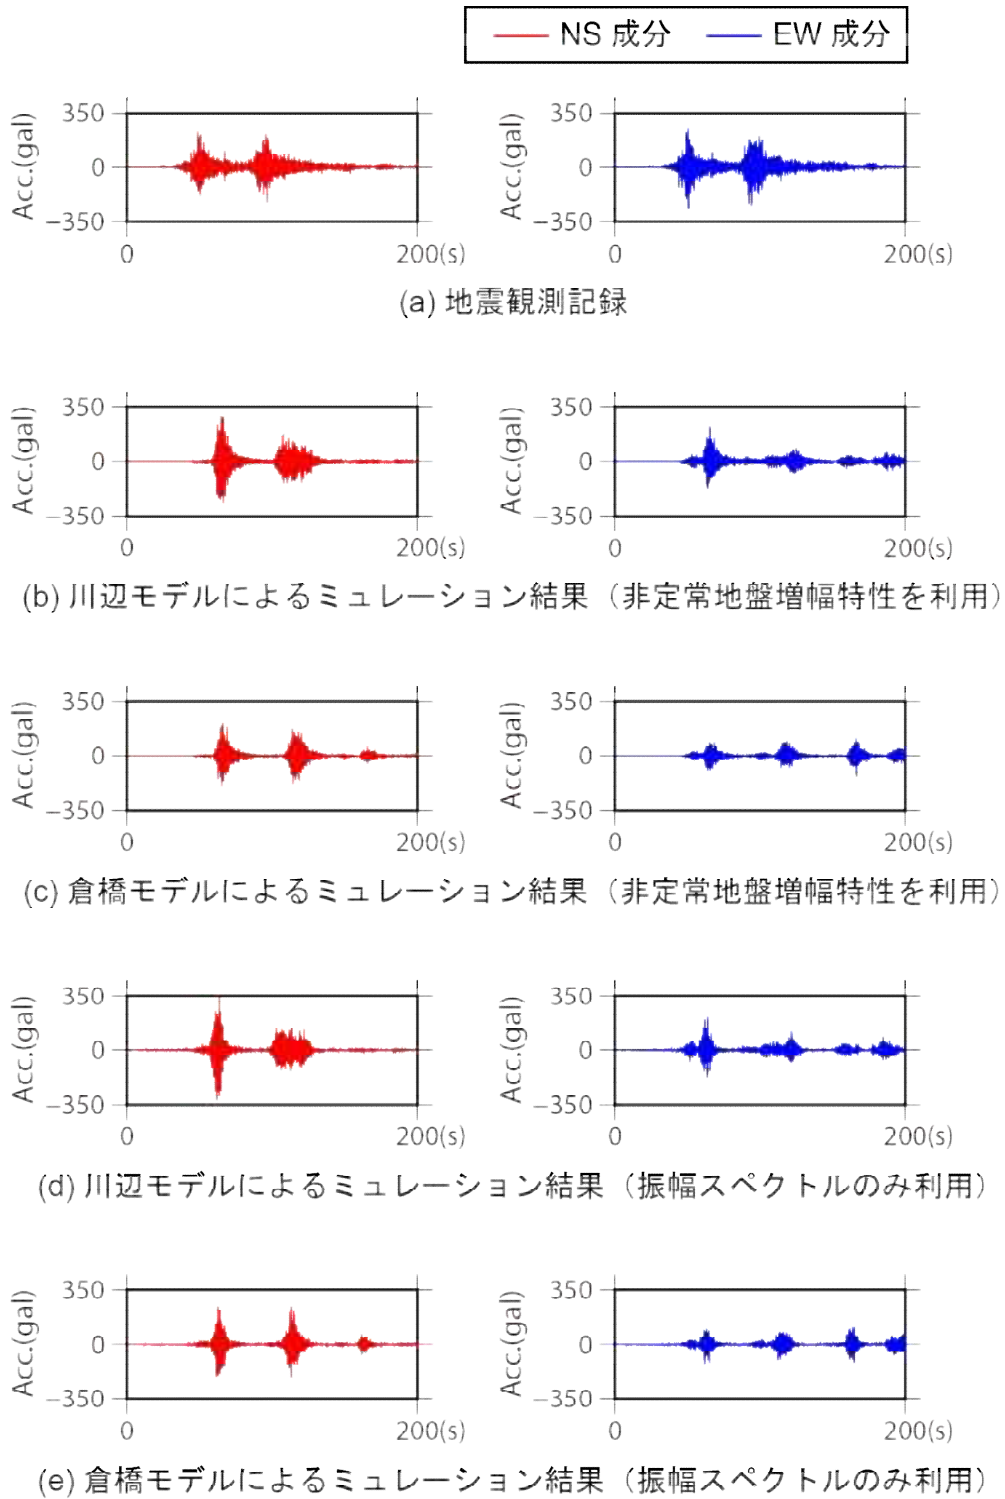 NS 成分 EW 成分
350 350
Acc.(gal) 0 Acc.(gal) 0
−350 −350
0 200(s) 0 200(s)
(a) 地震観測記録
350 350
Acc.(gal) 0 Acc.(gal) 0
−350 −350
0 200(s) 0 200(s)
(b) 川辺モデルによるミュレーション結果（非定常地盤増幅特性を利用）
350 350
Acc.(gal) 0 Acc.(gal) 0
−350 −350
0 200(s) 0 200(s)
(c) 倉橋モデルによるミュレーション結果（非定常地盤増幅特性を利用）
350 350
Acc.(gal) 0 Acc.(gal) 0
−350 −350
0 200(s) 0 200(s)
(d) 川辺モデルによるミュレーション結果（振幅スペクトルのみ利用）
350 350
Acc.(gal) 0 Acc.(gal) 0
−350 −350
0 200(s) 0 200(s)
(e) 倉橋モデルによるミュレーション結果（振幅スペクトルのみ利用）